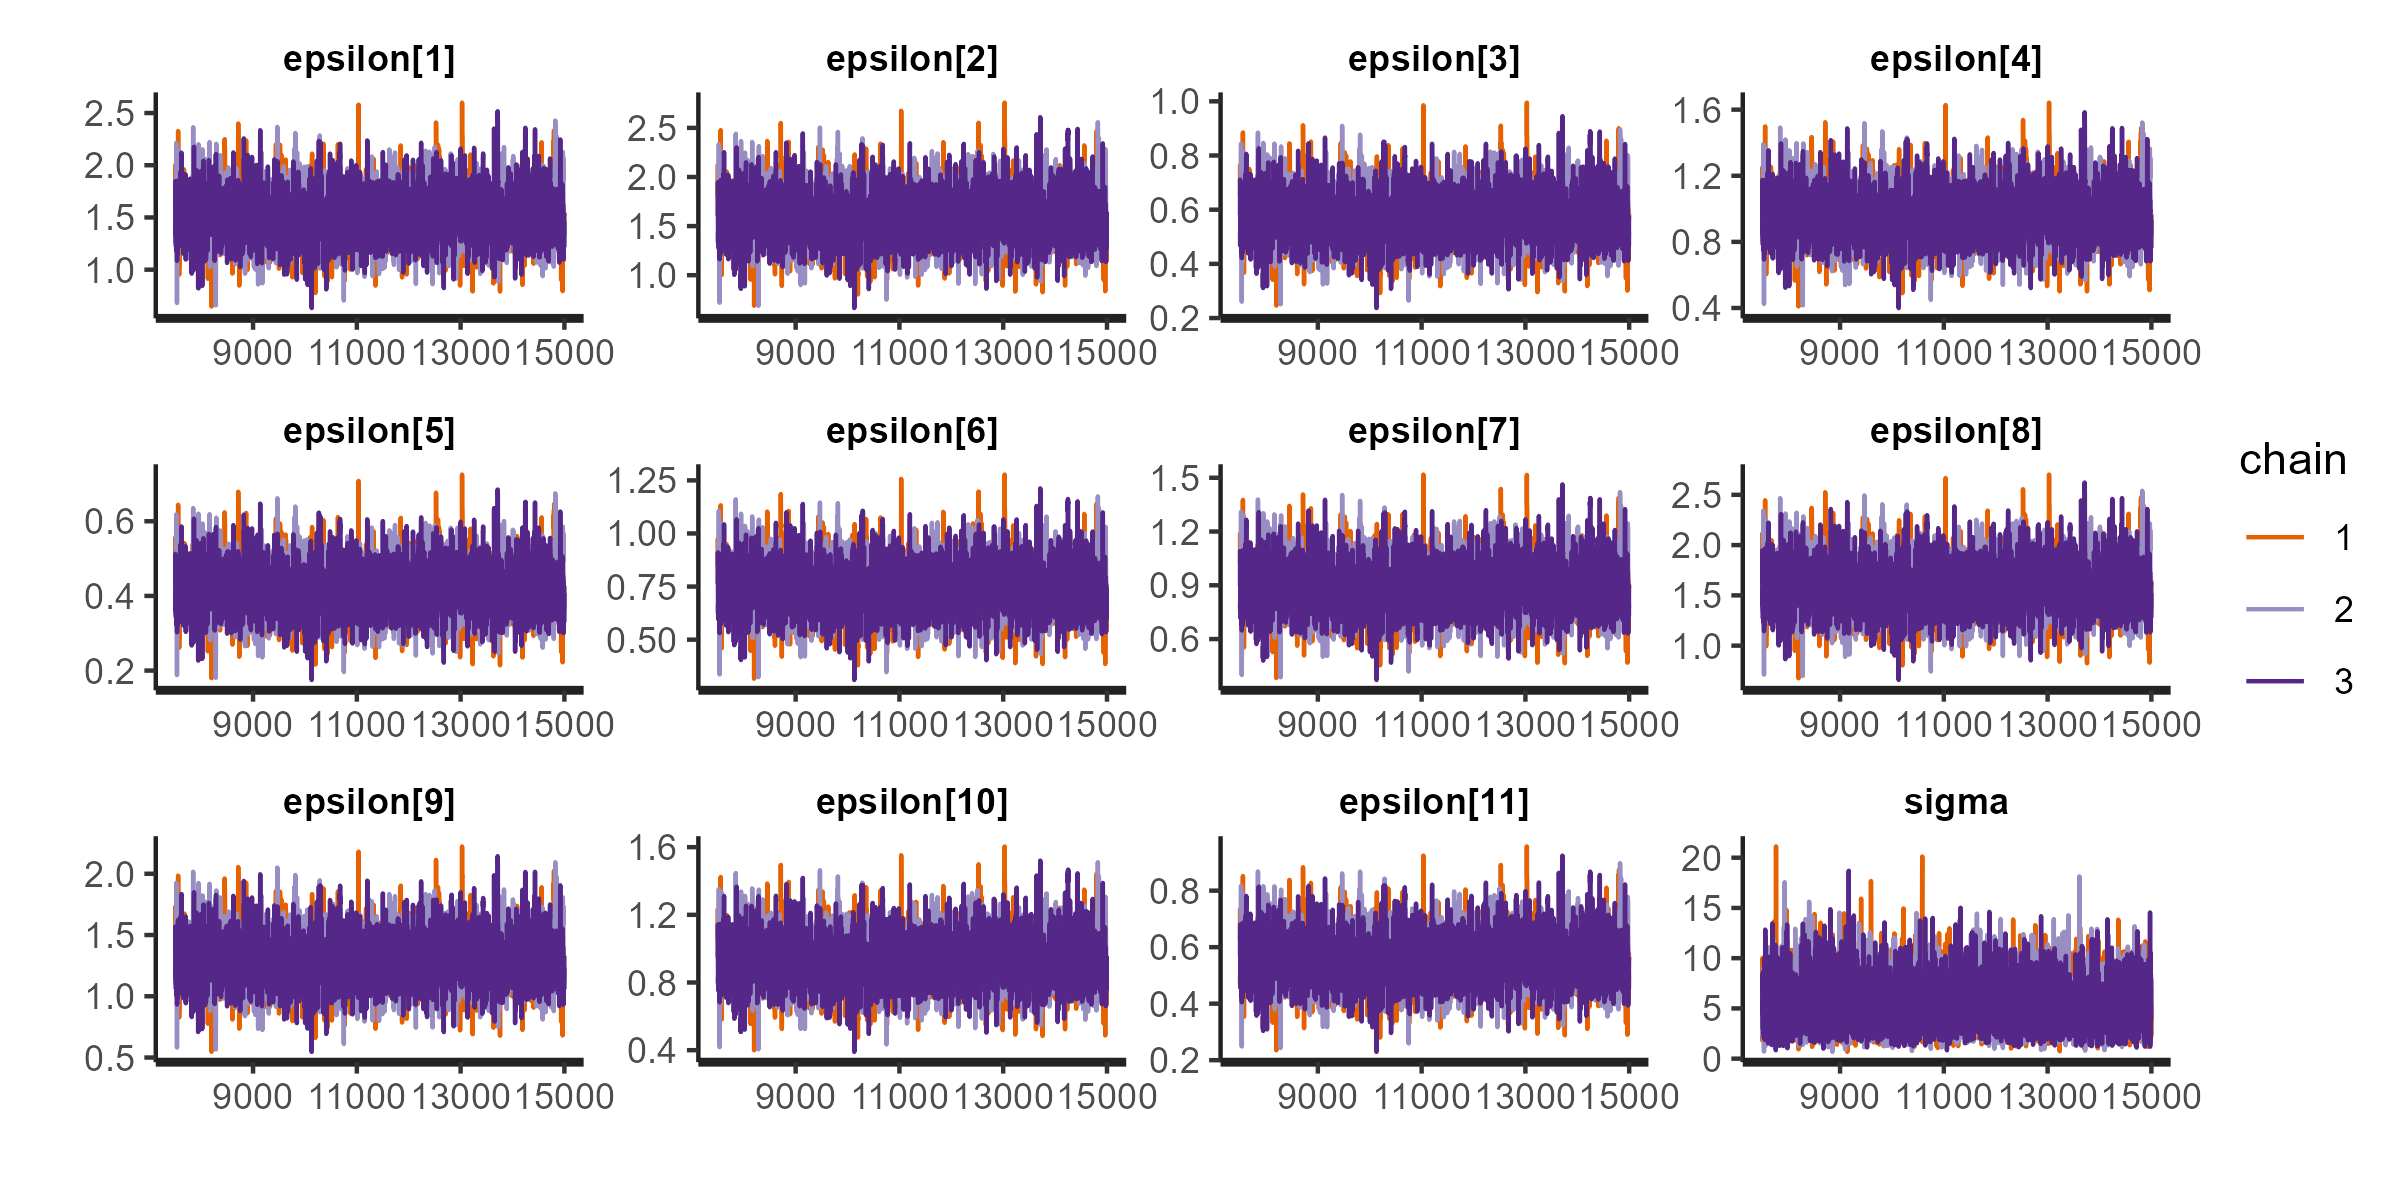 epsilon[1] epsilon[2] epsilon[3] epsilon[4]
2.5 2.0 1.5 1.0
2.5 2.0 1.5 1.0
1.0 0.8 0.6 0.4 0.2
1.6 1.2 0.8 0.4
9000 11000 13000 15000 9000 11000 13000 15000 9000 11000 13000 15000 9000 11000 13000 15000
epsilon[5] epsilon[6] epsilon[7] epsilon[8]
0.6 0.4 0.2
1.25 1.00 0.75 0.50
1.5 1.2 0.9 0.6
2.5 2.0 1.5 1.0
9000 11000 13000 15000 9000 11000 13000 15000 9000 11000 13000 15000 9000 11000 13000 15000
epsilon[9] epsilon[10] epsilon[11] sigma
2.0 1.5 1.0 0.5
1.6 1.2 0.8 0.4
0.8 0.6 0.4 0.2
20 15 10 5 0
9000 11000 13000 15000 9000 11000 13000 15000 9000 11000 13000 15000 9000 11000 13000 15000
chain
1
2
3